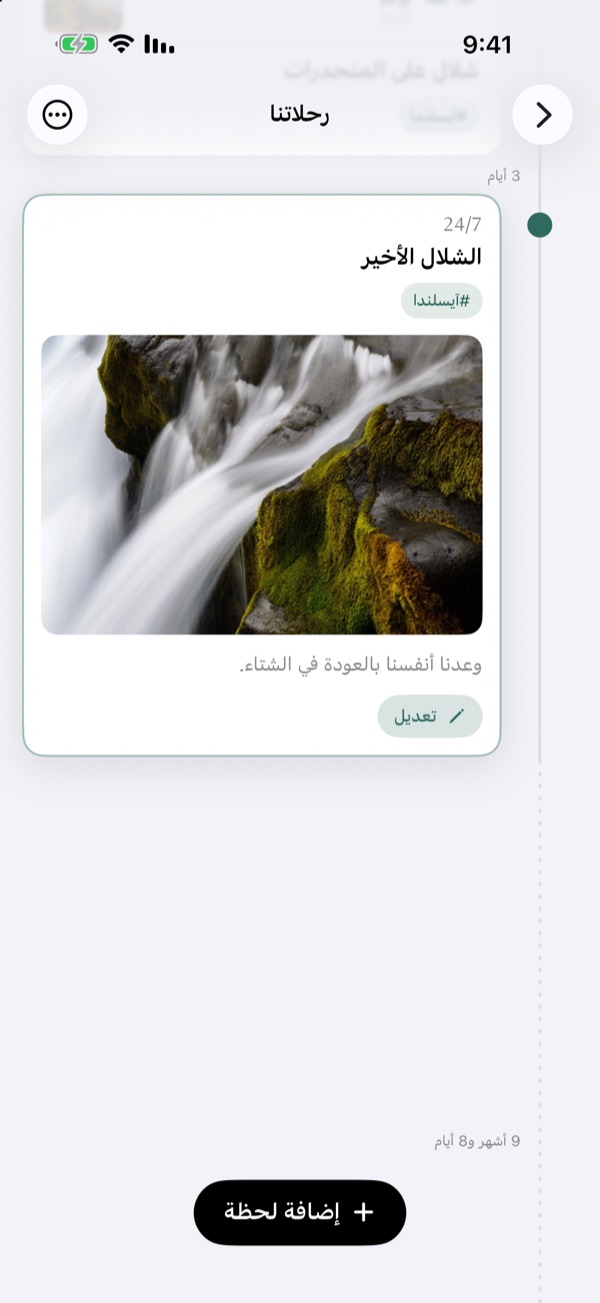 9:41
شلال على المنحدرات
#آيسلندا
رحلاتنا
3 أيام
24/7
الشلال الأخير
#آيسلندا
وعدنا أنفسنا بالعودة في الشتاء.
تعديل
9 أشهر و8 أيام
إضافة لحظة